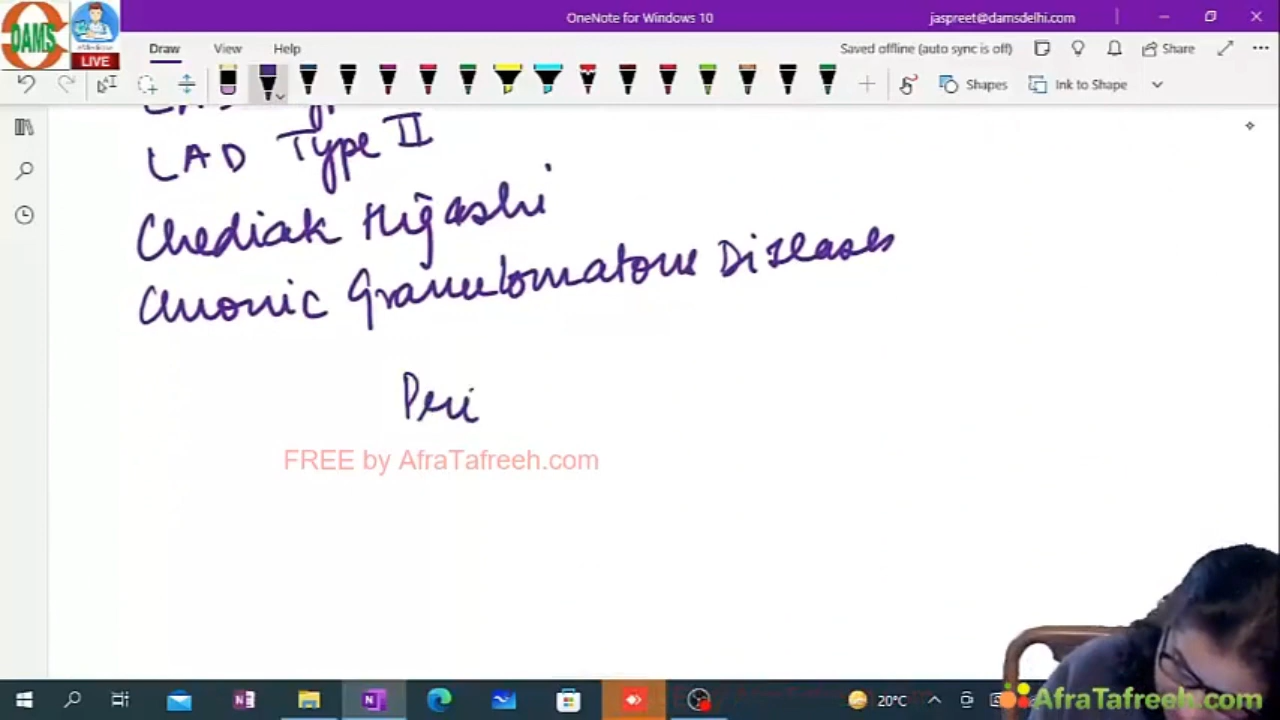 DAMS
eMedicoz
LIVE
OneNote for Windows 10
jaspreet@damsdelhi.com
Draw
View
Help
Saved offline (auto sync is off)
Share
Shapes
Ink to Shape
LAD Type II
Chediak Higashi
Chronic Granulomatous Diseases
Peri
FREE by AfraTafreeh.com
20°C
AfraTafreeh.com